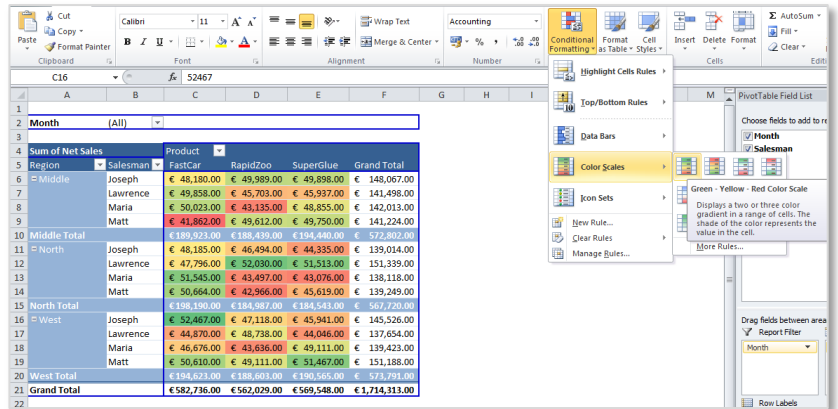 Cut
Copy
Paste
Format Painter
Clipboard
Calibri
11
A A
B I U
A
Font
Wrap Text
Merge & Center
Alignment
Accounting
% , .0 .00 .00 .0
Number
Conditional Formatting
Format as Table
Cell Styles
Insert Delete Format
Cells
Σ AutoSum
Fill
Clear
Editi
C16 fx 52467
A B C D E F G H I M
1
2 Month (All)
3
4 Sum of Net Sales Product
5 Region Salesman FastCar RapidZoo SuperGlue Grand Total
6 Middle Joseph € 48,180.00 € 49,989.00 € 49,898.00 € 148,067.00
7 Lawrence € 49,858.00 € 45,703.00 € 45,937.00 € 141,498.00
8 Maria € 50,023.00 € 43,135.00 € 48,855.00 € 142,013.00
9 Matt € 41,862.00 € 49,612.00 € 49,750.00 € 141,224.00
10 Middle Total €189,923.00 €188,439.00 €194,440.00 € 572,802.00
11 North Joseph € 48,185.00 € 46,494.00 € 44,335.00 € 139,014.00
12 Lawrence € 47,796.00 € 52,030.00 € 51,513.00 € 151,339.00
13 Maria € 51,545.00 € 43,497.00 € 43,076.00 € 138,118.00
14 Matt € 50,664.00 € 42,966.00 € 45,619.00 € 139,249.00
15 North Total €198,190.00 €184,987.00 €184,543.00 € 567,720.00
16 West Joseph € 52,467.00 € 47,118.00 € 45,941.00 € 145,526.00
17 Lawrence € 44,870.00 € 48,738.00 € 44,046.00 € 137,654.00
18 Maria € 46,676.00 € 43,636.00 € 49,111.00 € 139,423.00
19 Matt € 50,610.00 € 49,111.00 € 51,467.00 € 151,188.00
20 West Total €194,623.00 €188,603.00 €190,565.00 € 573,791.00
21 Grand Total €582,736.00 €562,029.00 €569,548.00 €1,714,313.00
22
Highlight Cells Rules
Top/Bottom Rules
Data Bars
Color Scales
Icon Sets
New Rule...
Clear Rules
Manage Rules...
Green - Yellow - Red Color Scale
Displays a two or three color
gradient in a range of cells. The
shade of the color represents the
value in the cell.
More Rules...
PivotTable Field List
Choose fields to add to re
Month
Salesman
Drag fields between area
Report Filter
Month
Row Labels